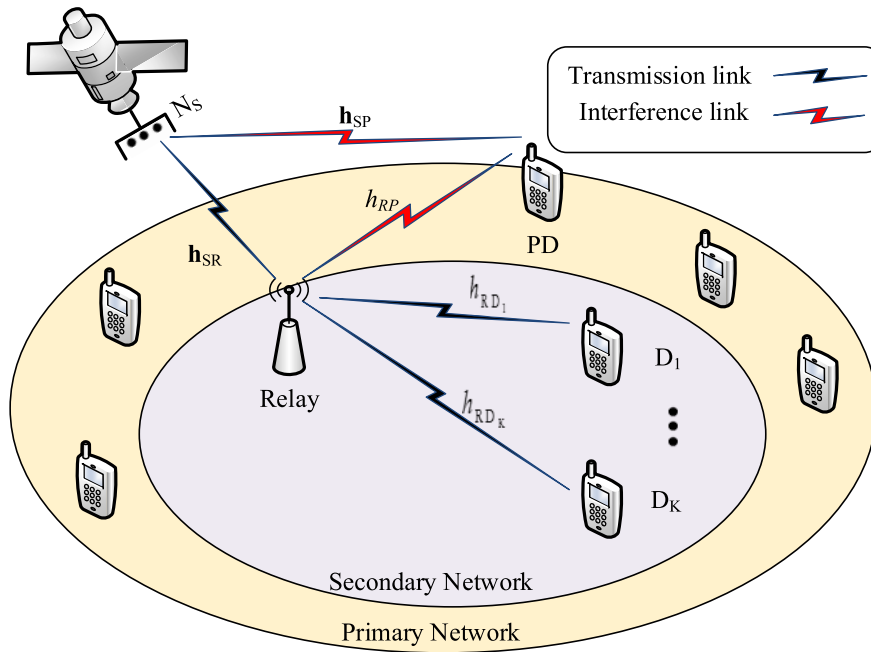 N_S
h_SP
Transmission link
Interference link
h_RP
PD
h_SR
h_RD_1
D_1
Relay
h_RD_K
D_K
Secondary Network
Primary Network